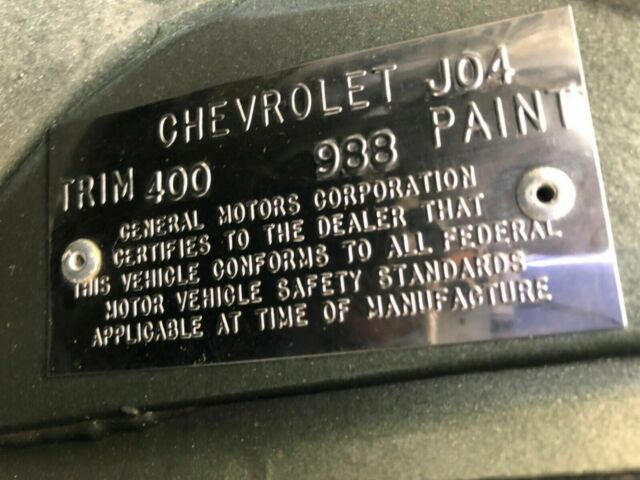 CHEVROLET J04
TRIM 400 988 PAINT
GENERAL MOTORS CORPORATION
CERTIFIES TO THE DEALER THAT
THIS VEHICLE CONFORMS TO ALL FEDERAL
MOTOR VEHICLE SAFETY STANDARDS
APPLICABLE AT TIME OF MANUFACTURE